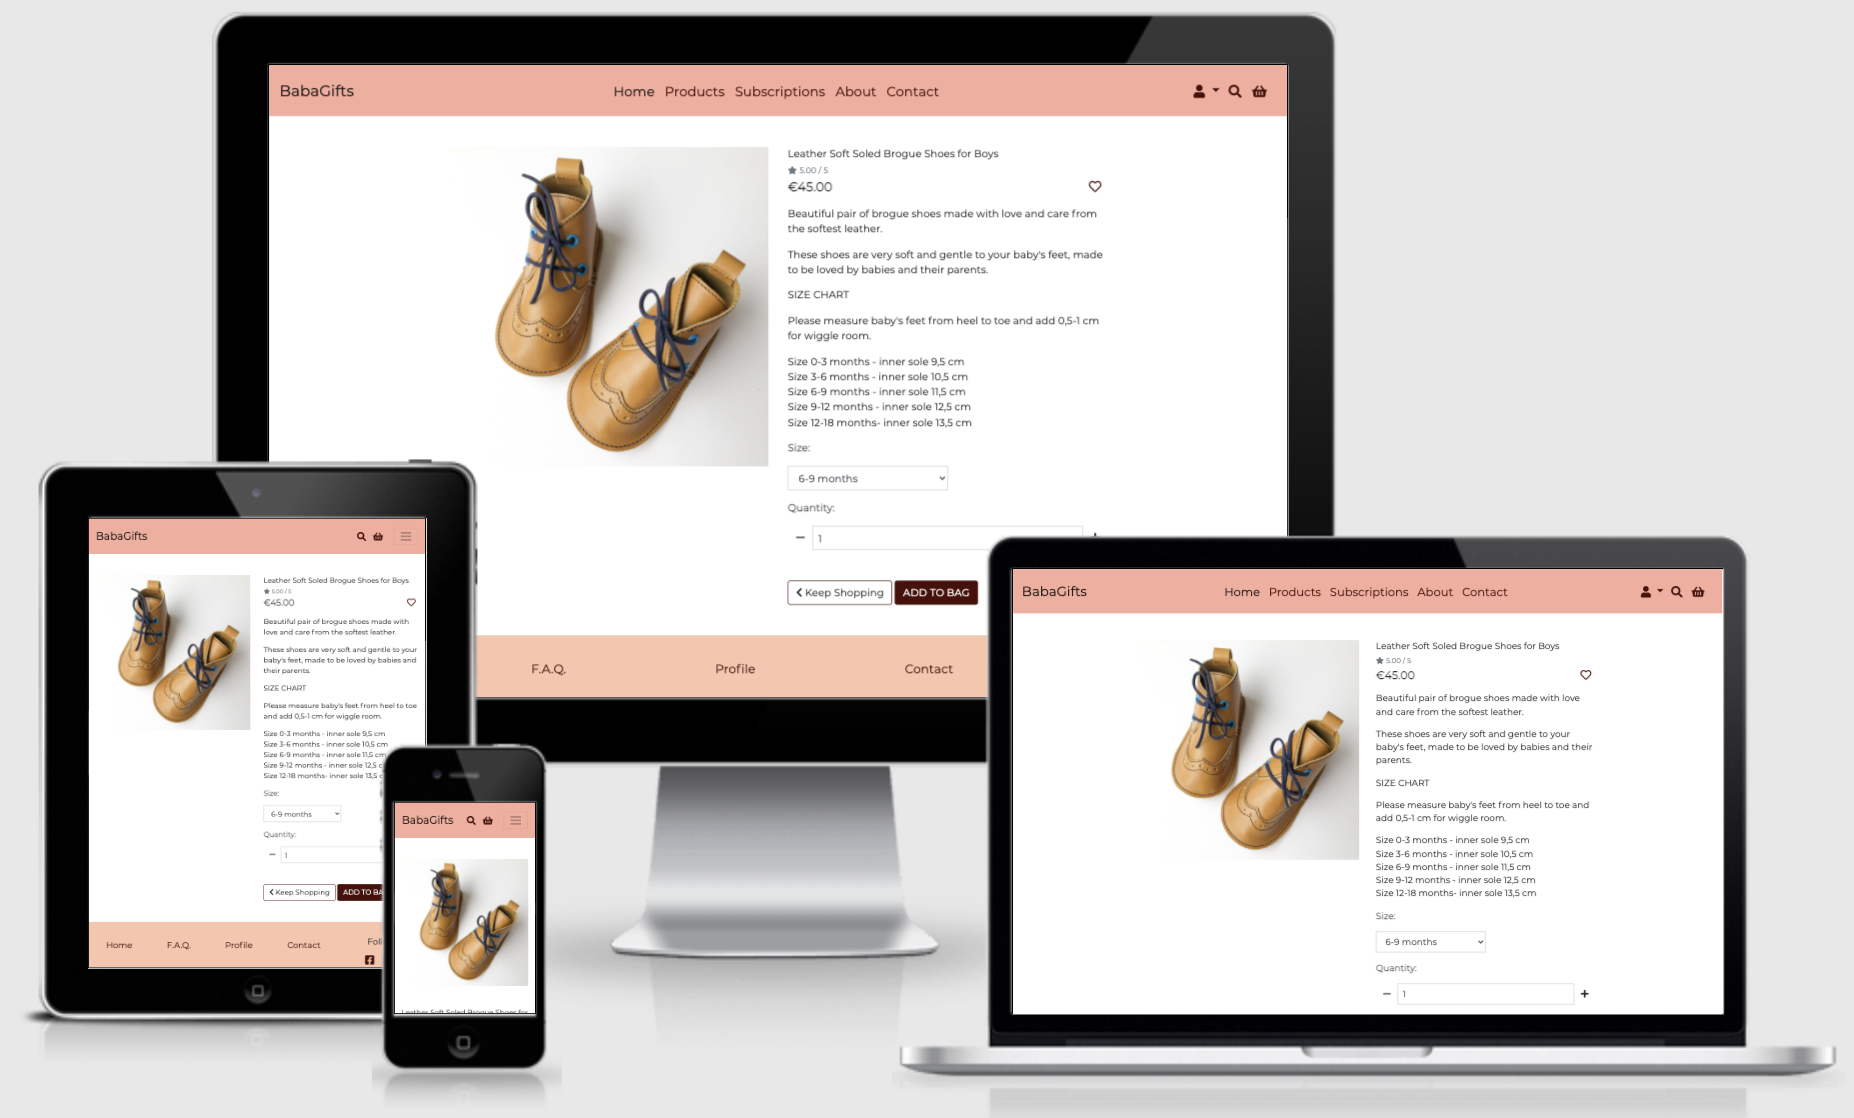 BabaGifts
Home Products Subscriptions About Contact
Leather Soft Soled Brogue Shoes for Boys
5.00 / 5
€45.00
Beautiful pair of brogue shoes made with love and care from
the softest leather.
These shoes are very soft and gentle to your baby's feet, made
to be loved by babies and their parents.
SIZE CHART
Please measure baby's feet from heel to toe and add 0,5-1 cm
for wiggle room.
Size 0-3 months - inner sole 9,5 cm
Size 3-6 months - inner sole 10,5 cm
Size 6-9 months - inner sole 11,5 cm
Size 9-12 months - inner sole 12,5 cm
Size 12-18 months- inner sole 13,5 cm
Size:
6-9 months
Quantity:
1
Keep Shopping ADD TO BAG
F.A.Q. Profile Contact
BabaGifts
Leather Soft Soled Brogue Shoes for Boys
5.00 / 5
€45.00
Beautiful pair of brogue shoes made with
love and care from the softest leather.
These shoes are very soft and gentle to your
baby's feet, made to be loved by babies and
their parents.
SIZE CHART
Please measure baby's feet from heel to toe
and add 0,5-1 cm for wiggle room.
Size 0-3 months - inner sole 9,5 cm
Size 3-6 months - inner sole 10,5 cm
Size 6-9 months - inner sole 11,5 cm
Size 9-12 months - inner sole 12,5 c
Size 12-18 months- inner sole 13,5 c
Size:
6-9 months
Quantity:
1
Keep Shopping ADD TO BA
Home F.A.Q. Profile Contact Foll
BabaGifts
Leather Soft Soled Brogue Shoes for
BabaGifts
Home Products Subscriptions About Contact
Leather Soft Soled Brogue Shoes for Boys
5.00 / 5
€45.00
Beautiful pair of brogue shoes made with love
and care from the softest leather.
These shoes are very soft and gentle to your
baby's feet, made to be loved by babies and their
parents.
SIZE CHART
Please measure baby's feet from heel to toe and
add 0,5-1 cm for wiggle room.
Size 0-3 months - inner sole 9,5 cm
Size 3-6 months - inner sole 10,5 cm
Size 6-9 months - inner sole 11,5 cm
Size 9-12 months - inner sole 12,5 cm
Size 12-18 months- inner sole 13,5 cm
Size:
6-9 months
Quantity:
1